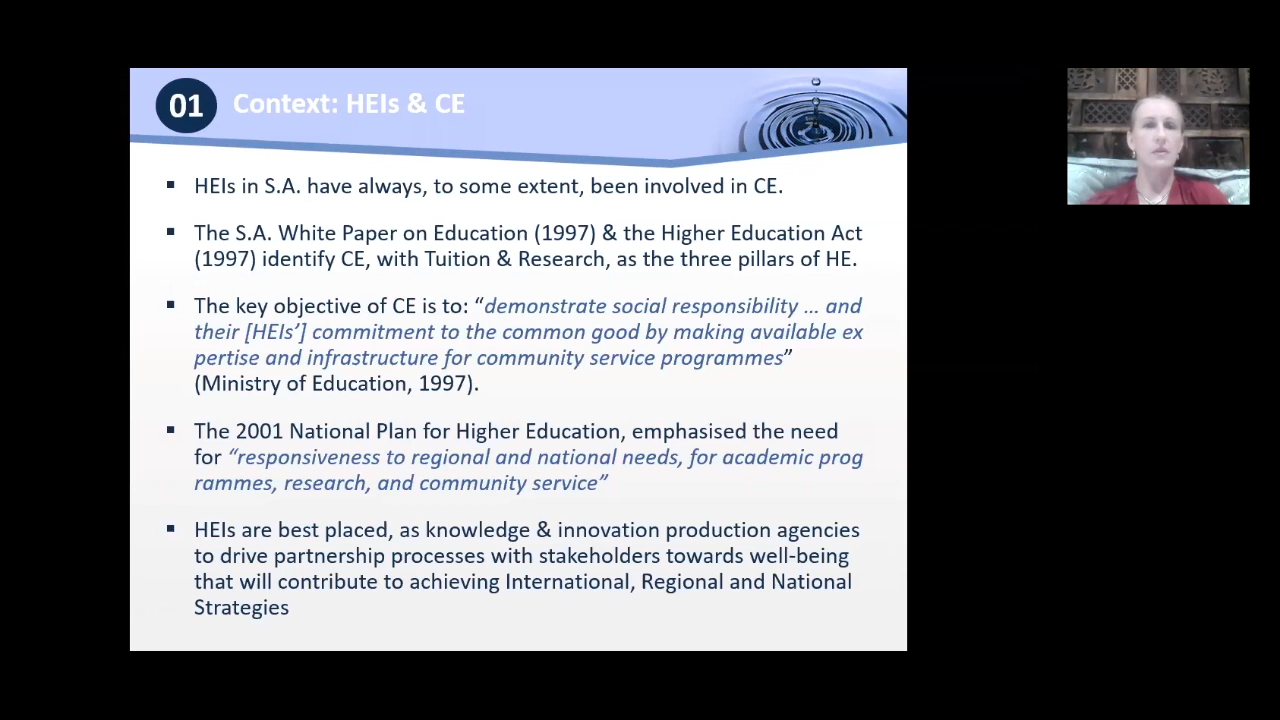 01 Context: HEIs & CE
▪ HEIs in S.A. have always, to some extent, been involved in CE.
▪ The S.A. White Paper on Education (1997) & the Higher Education Act
(1997) identify CE, with Tuition & Research, as the three pillars of HE.
▪ The key objective of CE is to: “demonstrate social responsibility … and
their [HEIs’] commitment to the common good by making available ex
pertise and infrastructure for community service programmes”
(Ministry of Education, 1997).
▪ The 2001 National Plan for Higher Education, emphasised the need
for “responsiveness to regional and national needs, for academic prog
rammes, research, and community service”
▪ HEIs are best placed, as knowledge & innovation production agencies
to drive partnership processes with stakeholders towards well-being
that will contribute to achieving International, Regional and National
Strategies